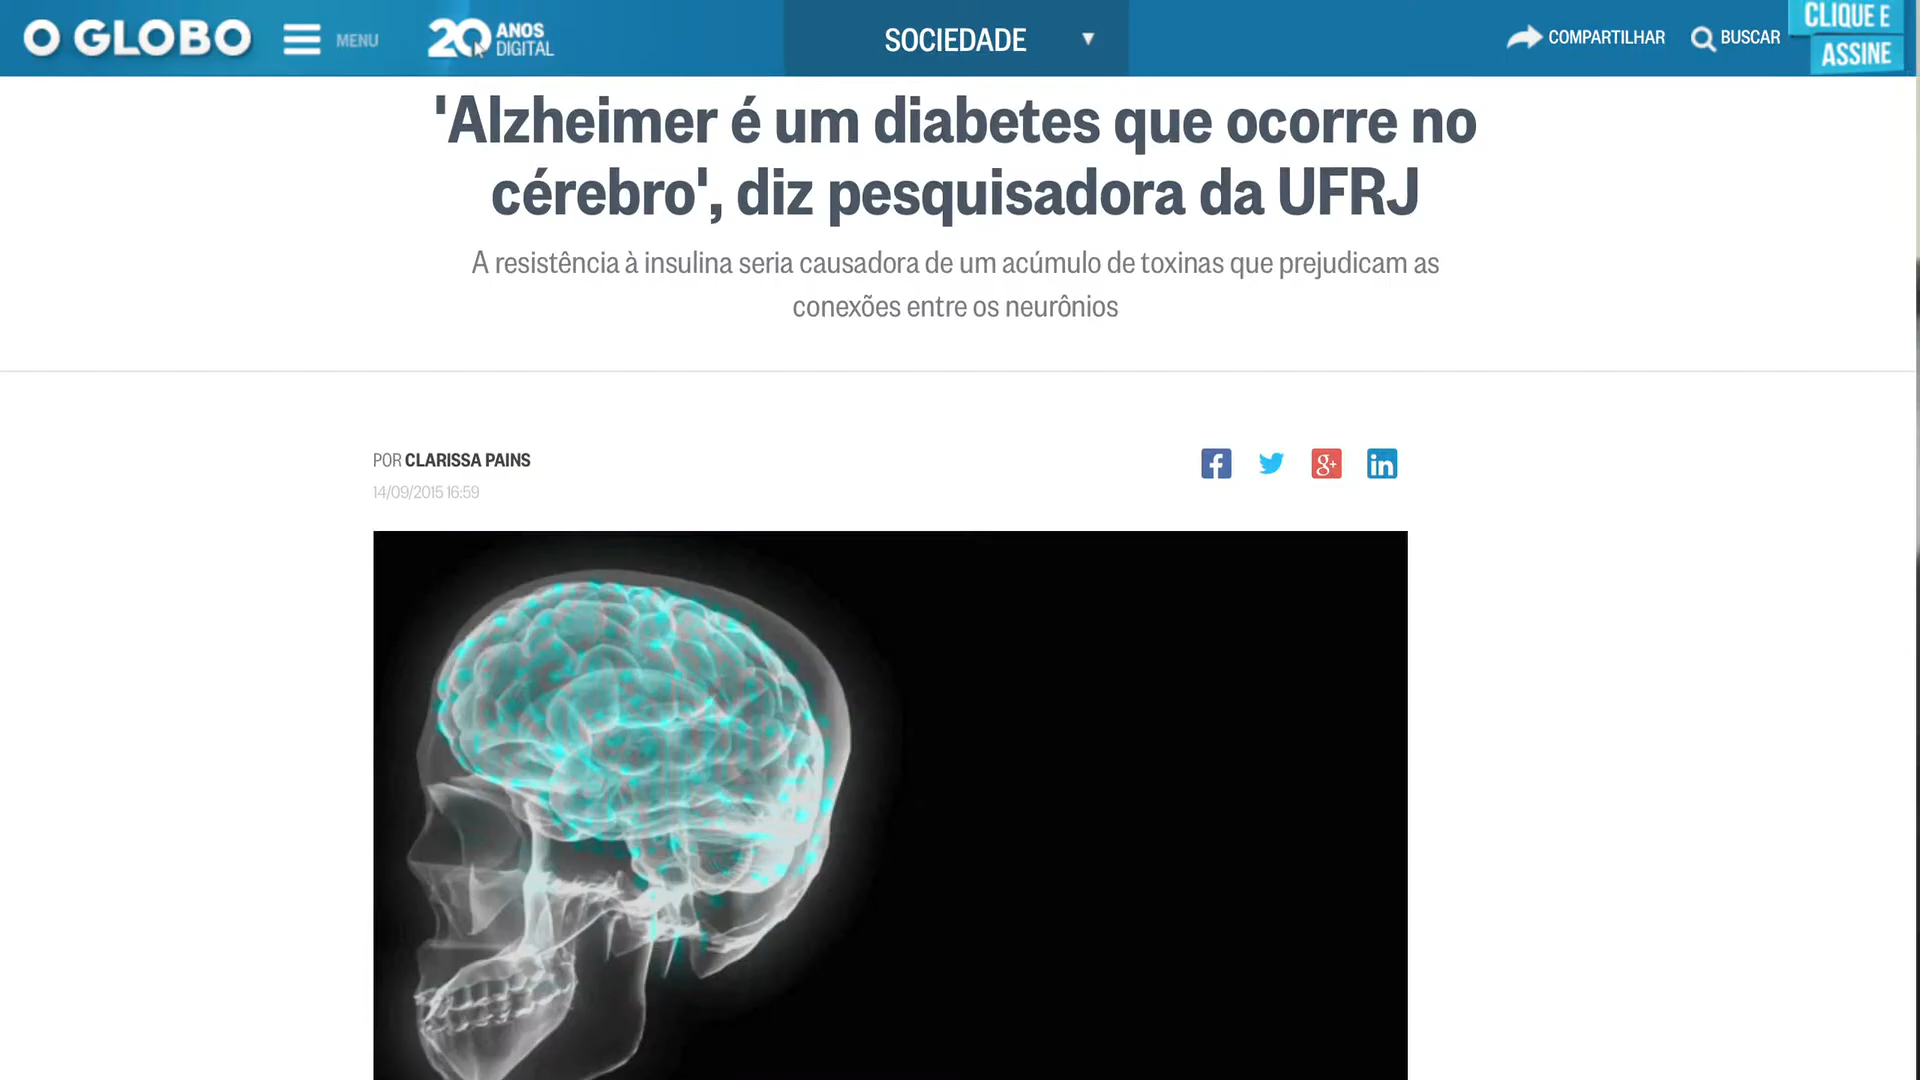 O GLOBO
MENU
20 ANOS DIGITAL
SOCIEDADE
COMPARTILHAR
BUSCAR
CLIQUE E
ASSINE
'Alzheimer é um diabetes que ocorre no
cérebro', diz pesquisadora da UFRJ
A resistência à insulina seria causadora de um acúmulo de toxinas que prejudicam as
conexões entre os neurônios
POR CLARISSA PAINS
14/09/2015 16:59
f
g+
in